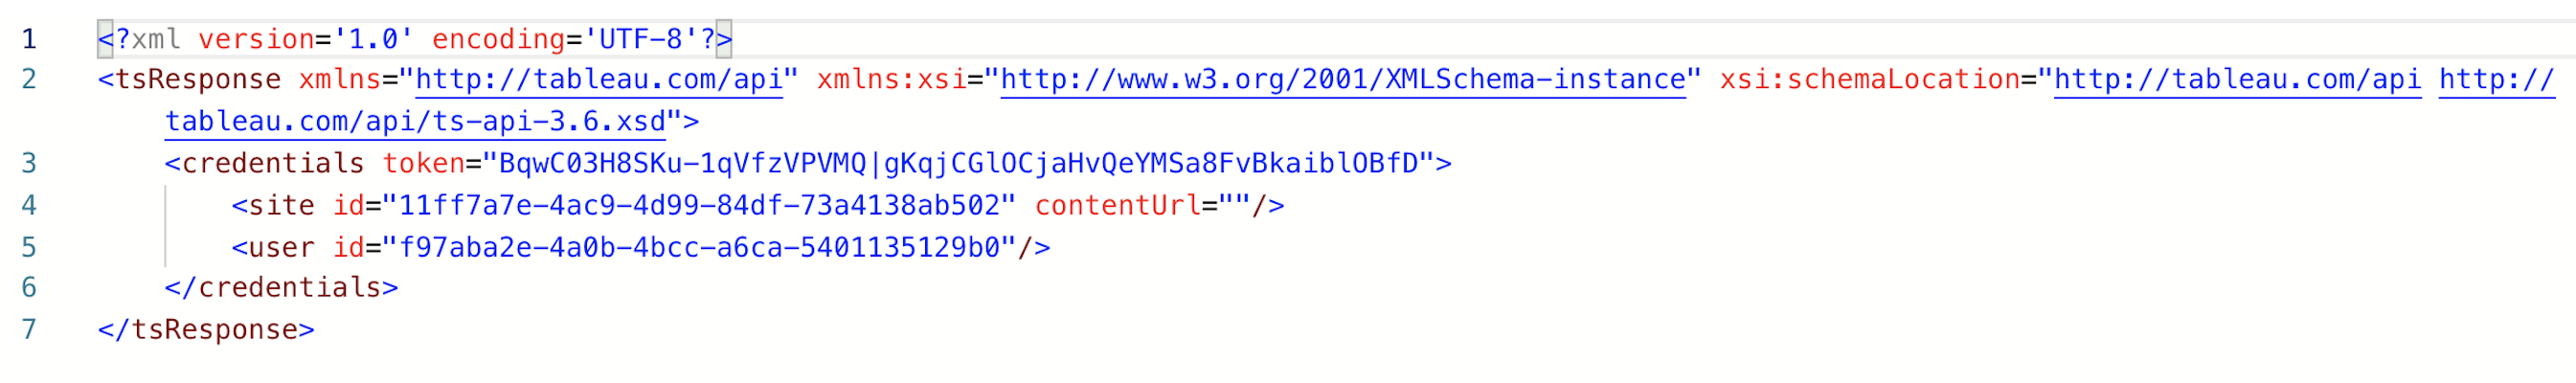 1 <?xml version='1.0' encoding='UTF-8'?>
2 <tsResponse xmlns="http://tableau.com/api" xmlns:xsi="http://www.w3.org/2001/XMLSchema-instance" xsi:schemaLocation="http://tableau.com/api http://
tableau.com/api/ts-api-3.6.xsd">
3 <credentials token="BqwC03H8SKu-1qVfzVPVMQ|gKqjCGlOCjaHvQeYMSa8FvBkaiblOBfD">
4 <site id="11ff7a7e-4ac9-4d99-84df-73a4138ab502" contentUrl=""/>
5 <user id="f97aba2e-4a0b-4bcc-a6ca-5401135129b0"/>
6 </credentials>
7 </tsResponse>